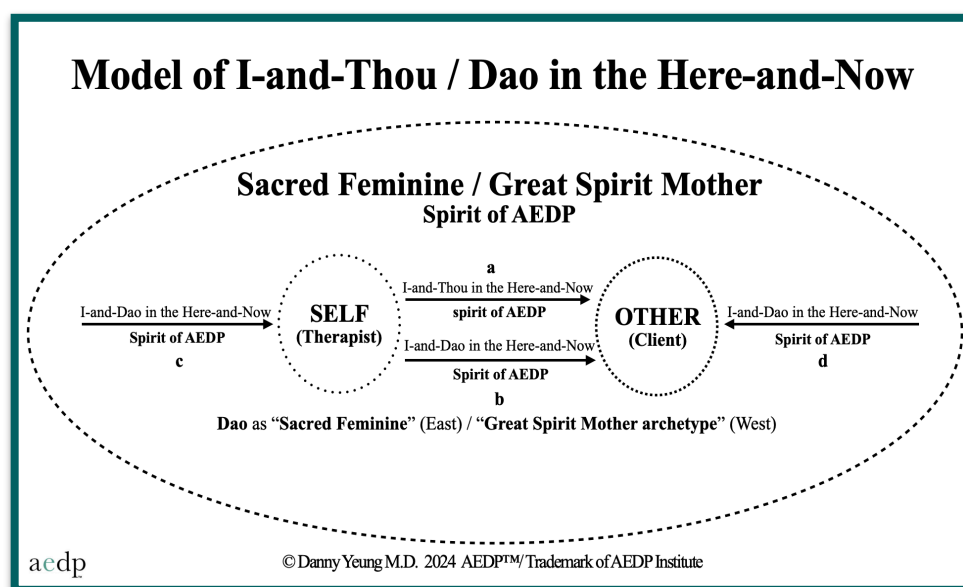 Model of I-and-Thou / Dao in the Here-and-Now
Sacred Feminine / Great Spirit Mother
Spirit of AEDP
I-and-Dao in the Here-and-Now
Spirit of AEDP
c
SELF
(Therapist)
a
I-and-Thou in the Here-and-Now
spirit of AEDP
I-and-Dao in the Here-and-Now
Spirit of AEDP
b
OTHER
(Client)
I-and-Dao in the Here-and-Now
Spirit of AEDP
d
Dao as “Sacred Feminine” (East) / “Great Spirit Mother archetype” (West)
aedp
© Danny Yeung M.D. 2024 AEDP™/ Trademark of AEDP Institute